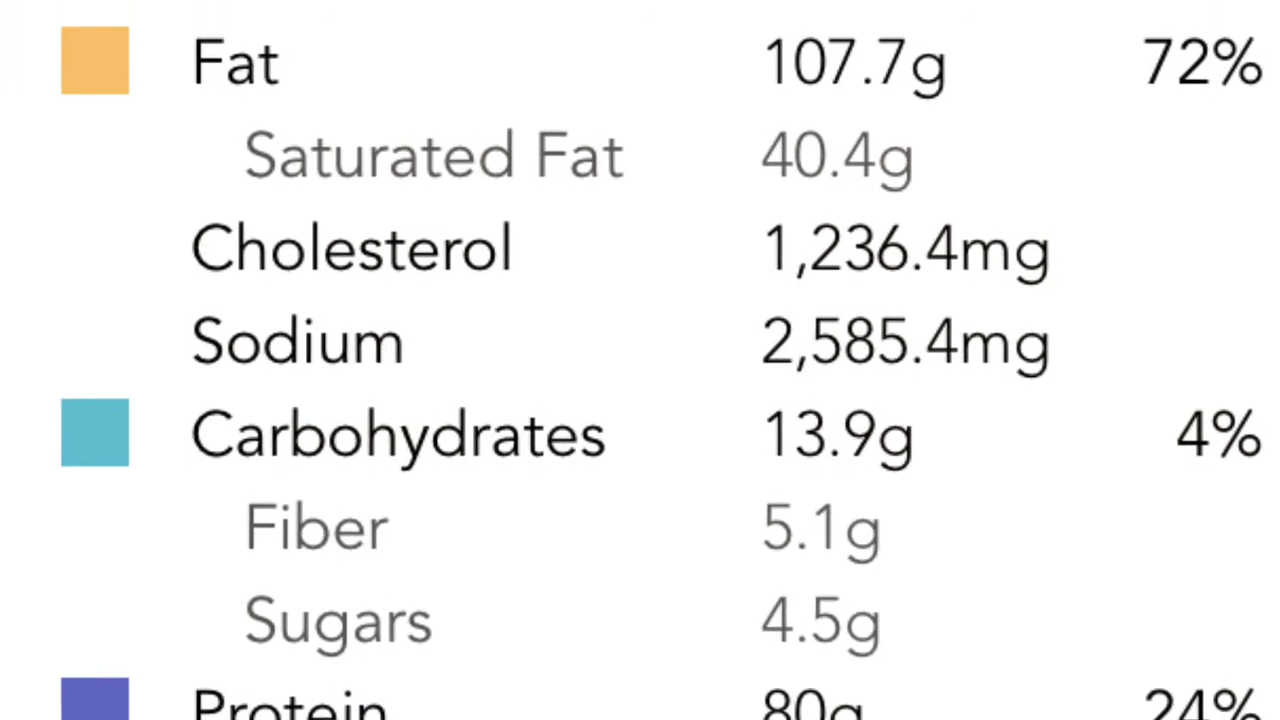 Fat 107.7g 72%
Saturated Fat 40.4g
Cholesterol 1,236.4mg
Sodium 2,585.4mg
Carbohydrates 13.9g 4%
Fiber 5.1g
Sugars 4.5g
Protein 80g 24%